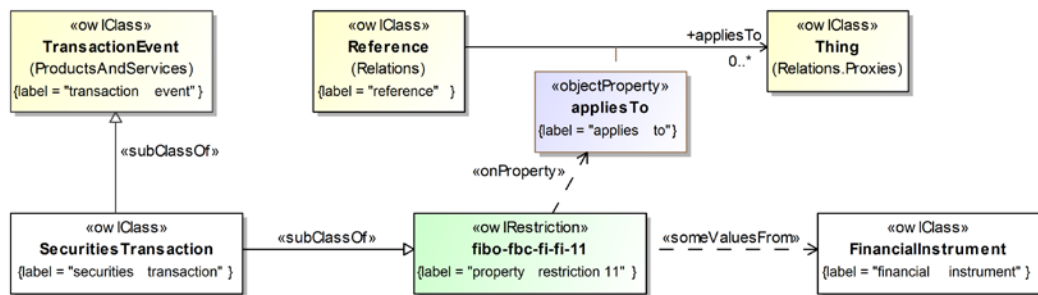 «owlClass»
TransactionEvent
(ProductsAndServices)
{label = "transaction event" }
«owlClass»
Reference
(Relations)
{label = "reference" }
+appliesTo
0..*
«owlClass»
Thing
(Relations.Proxies)
«objectProperty»
appliesTo
{label = "applies to"}
«subClassOf»
«onProperty»
«owlClass»
SecuritiesTransaction
{label = "securities transaction" }
«subClassOf»
«owlRestriction»
fibo-fbc-fi-fi-11
{label = "property restriction 11" }
«someValuesFrom»
«owlClass»
FinancialInstrument
{label = "financial instrument" }